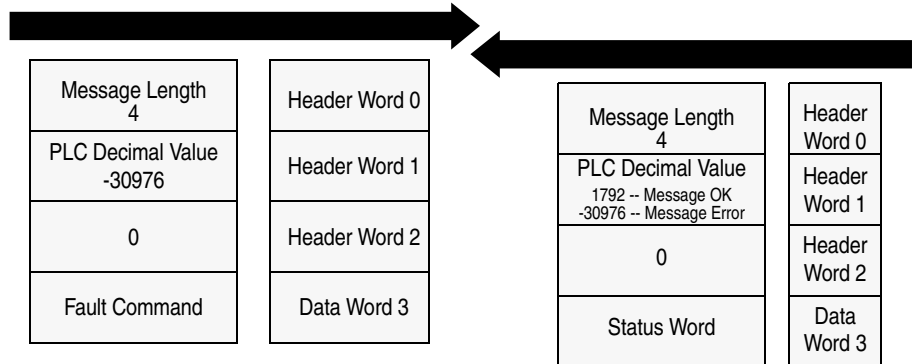 Message Length
4
Header Word 0
PLC Decimal Value
-30976
Header Word 1
0
Header Word 2
Fault Command
Data Word 3
Message Length
4
Header
Word 0
PLC Decimal Value
1792 -- Message OK
-30976 -- Message Error
Header
Word 1
0
Header
Word 2
Status Word
Data
Word 3